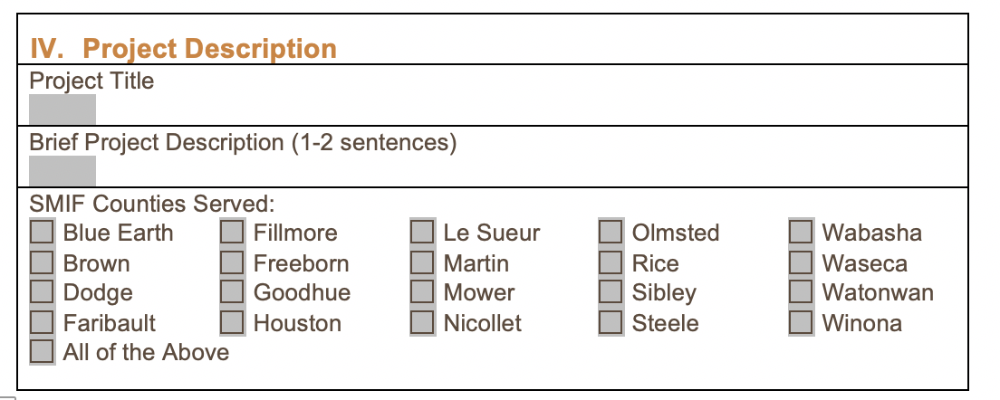 IV. Project Description
Project Title
Brief Project Description (1-2 sentences)
SMIF Counties Served:
Blue Earth Fillmore Le Sueur Olmsted Wabasha
Brown Freeborn Martin Rice Waseca
Dodge Goodhue Mower Sibley Watonwan
Faribault Houston Nicollet Steele Winona
All of the Above